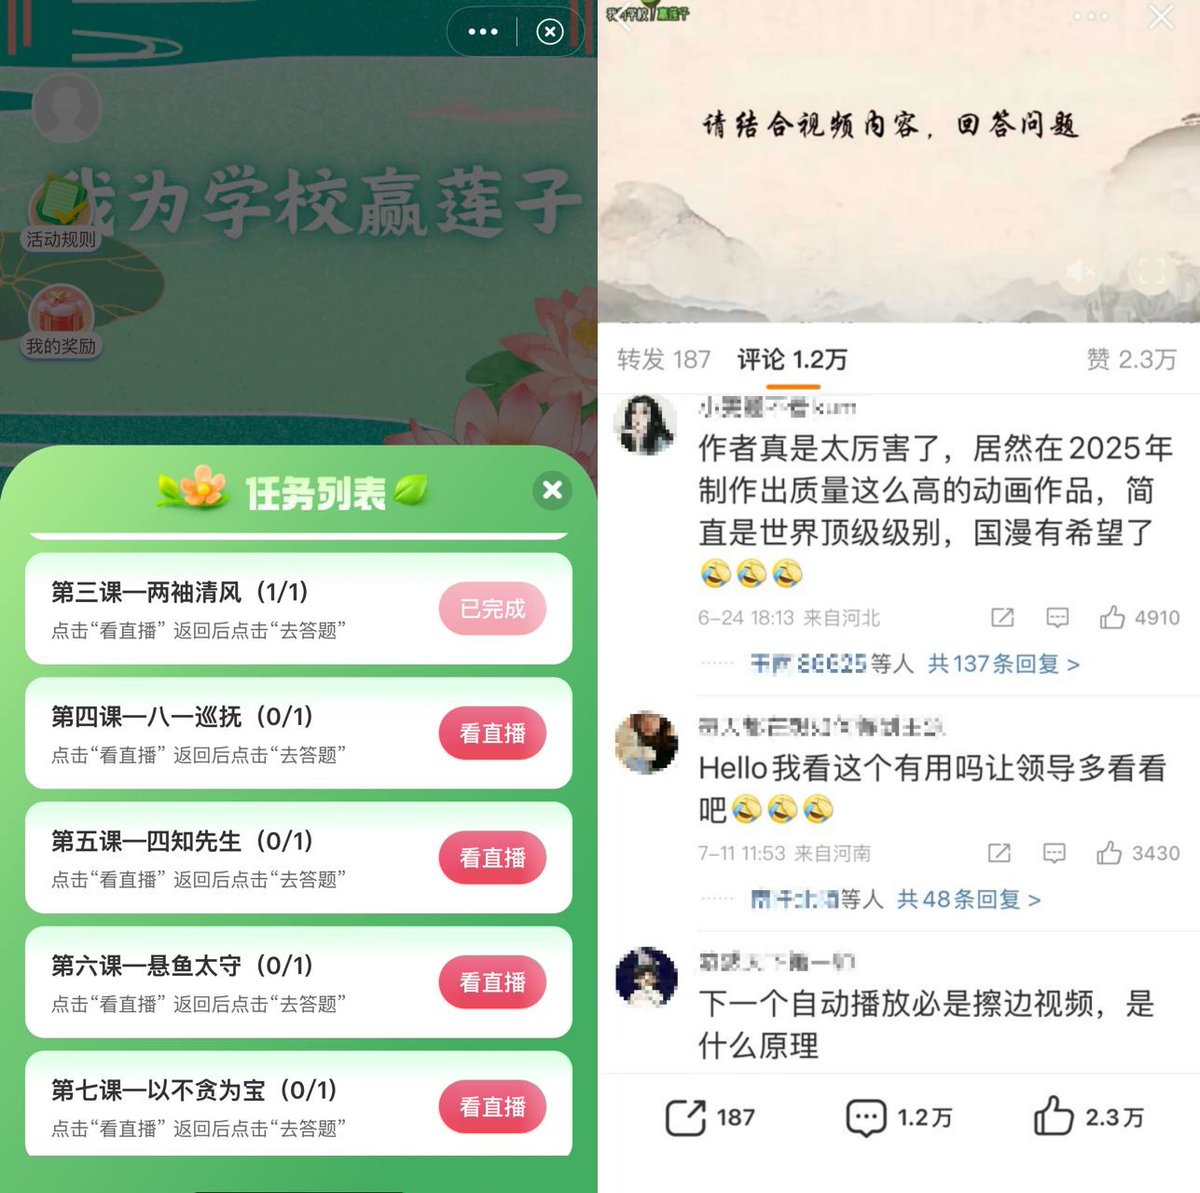 我为学校赢莲子
活动规则
我的奖励
任务列表
第三课—两袖清风（1/1）
点击“看直播” 返回后点击“去答题”
已完成
第四课—八一巡抚（0/1）
点击“看直播” 返回后点击“去答题”
看直播
第五课—四知先生（0/1）
点击“看直播” 返回后点击“去答题”
看直播
第六课—悬鱼太守（0/1）
点击“看直播” 返回后点击“去答题”
看直播
第七课—以不贪为宝（0/1）
点击“看直播” 返回后点击“去答题”
看直播
请结合视频内容，回答问题
转发 187 评论 1.2万 赞 2.3万
作者真是太厉害了，居然在2025年
制作出质量这么高的动画作品，简
直是世界顶级级别，国漫有希望了
🤣🤣🤣
6-24 18:13 来自河北 4910
等人 共137条回复 >
Hello我看这个有用吗让领导多看看
吧🤣🤣🤣
7-11 11:53 来自河南 3430
等人 共48条回复 >
下一个自动播放必是擦边视频，是
什么原理
187 1.2万 2.3万